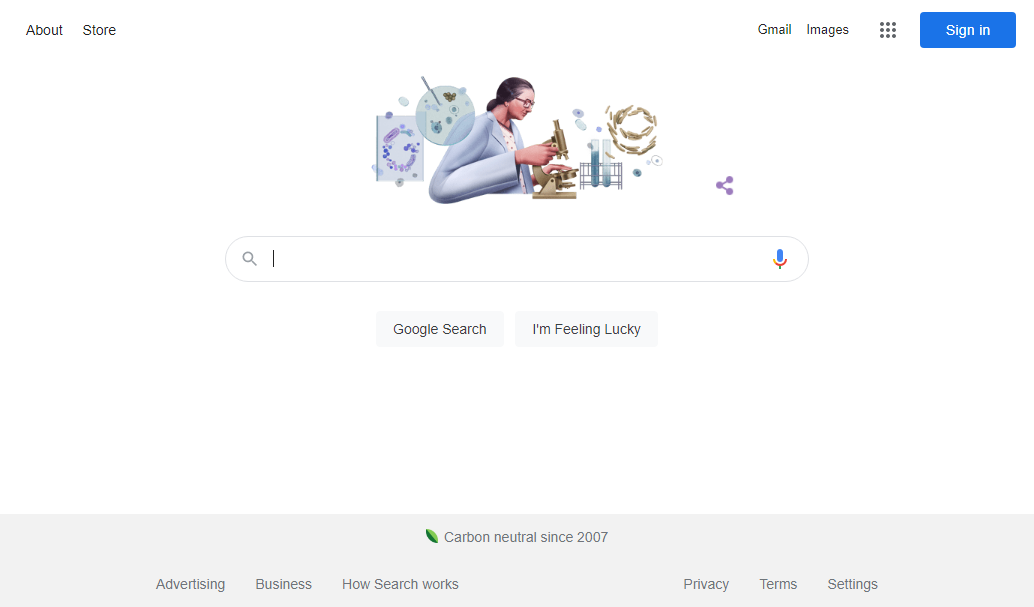 About Store Gmail Images Sign in
Google Search I'm Feeling Lucky
Carbon neutral since 2007
Advertising Business How Search works Privacy Terms Settings